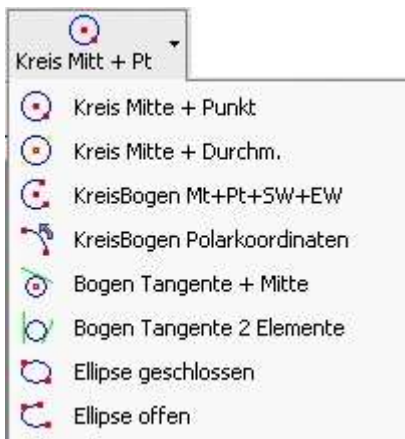 Kreis Mitt + Pt
Kreis Mitte + Punkt
Kreis Mitte + Durchm.
KreisBogen Mt+Pt+SW+EW
KreisBogen Polarkoordinaten
Bogen Tangente + Mitte
Bogen Tangente 2 Elemente
Ellipse geschlossen
Ellipse offen